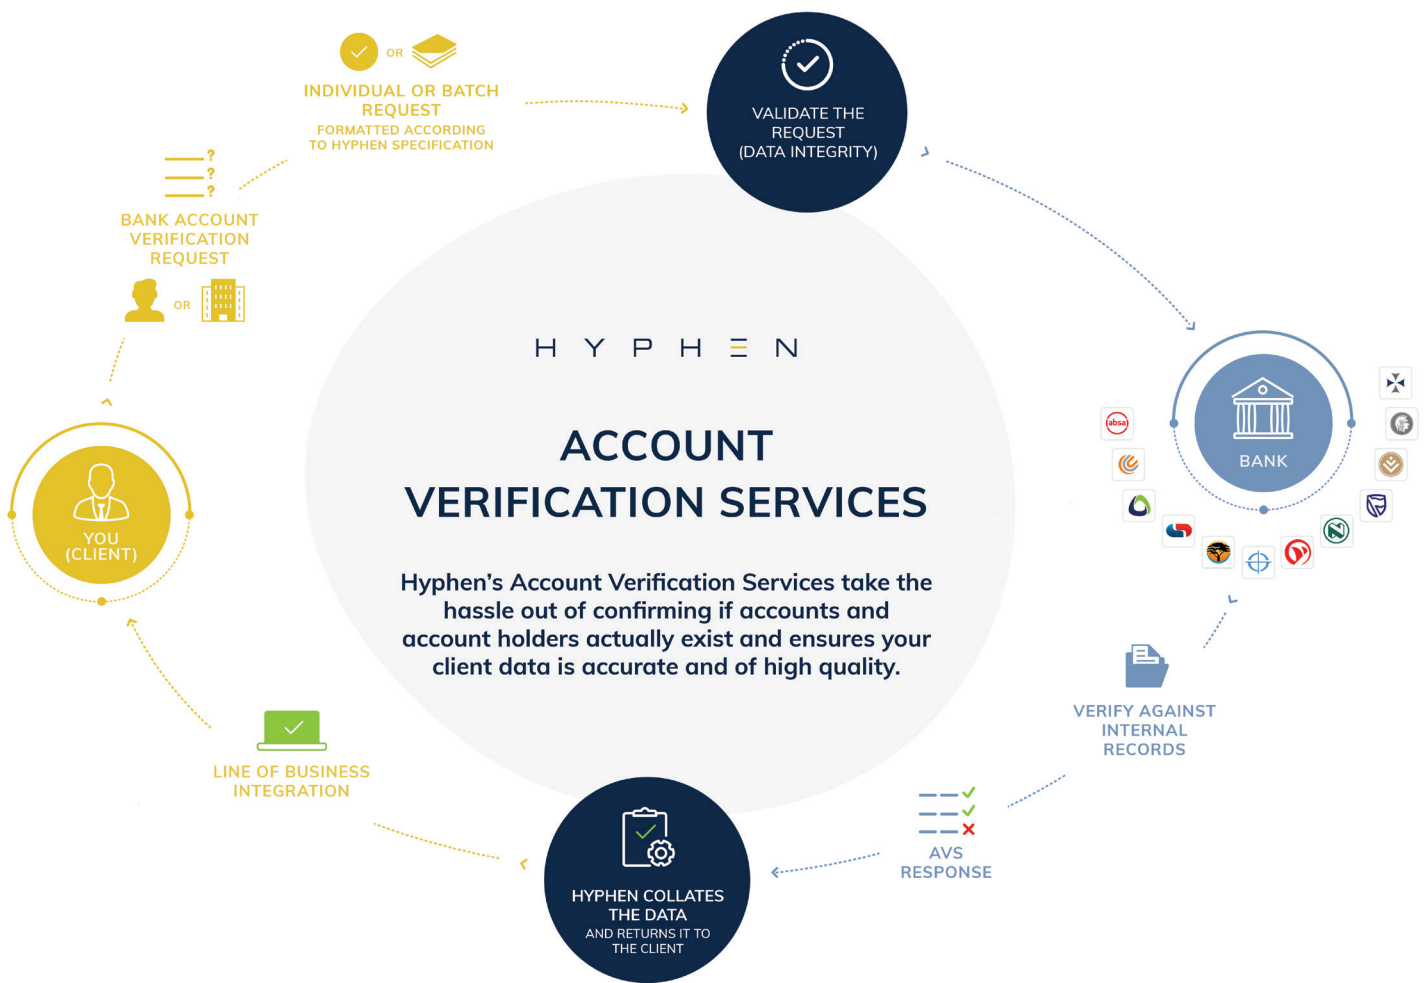 OR
INDIVIDUAL OR BATCH
REQUEST
FORMATTED ACCORDING
TO HYPHEN SPECIFICATION
VALIDATE THE
REQUEST
(DATA INTEGRITY)
?
?
?
BANK ACCOUNT
VERIFICATION
REQUEST
OR
YOU
(CLIENT)
HYPHEN
ACCOUNT
VERIFICATION SERVICES
Hyphen’s Account Verification Services take the
hassle out of confirming if accounts and
account holders actually exist and ensures your
client data is accurate and of high quality.
absa
BANK
N
VERIFY AGAINST
INTERNAL
RECORDS
AVS
RESPONSE
HYPHEN COLLATES
THE DATA
AND RETURNS IT TO
THE CLIENT
LINE OF BUSINESS
INTEGRATION